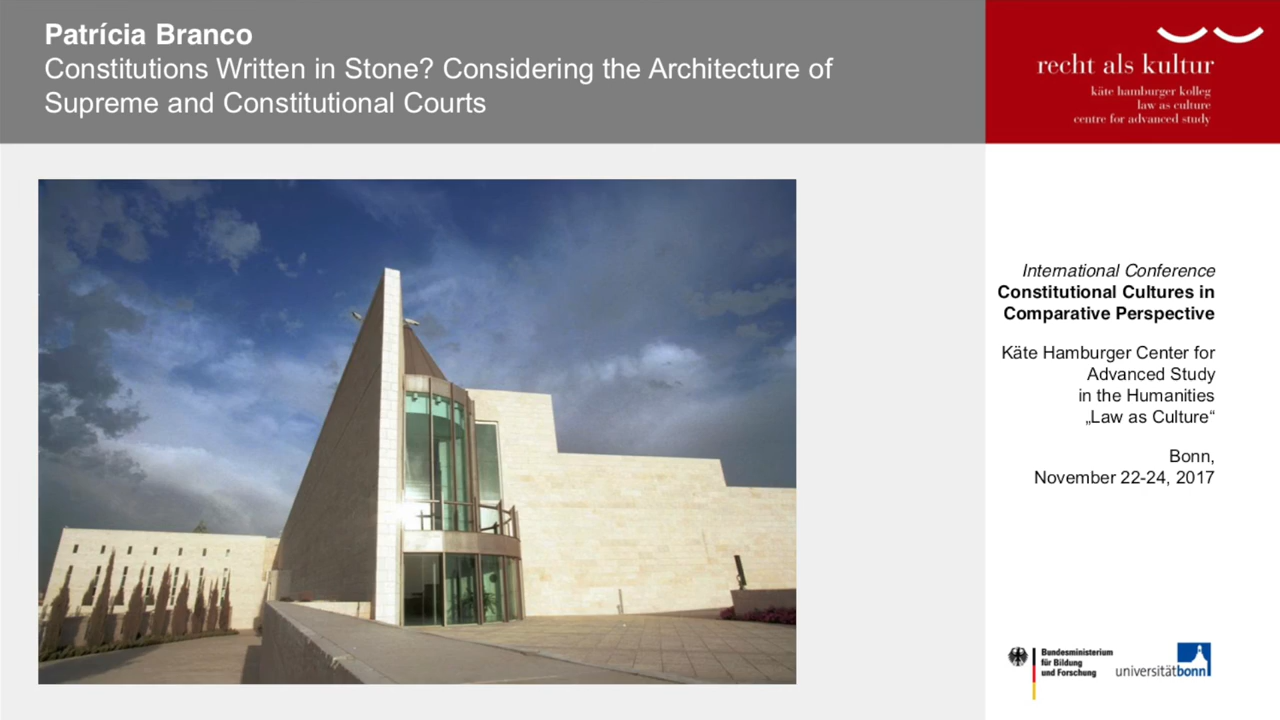 Patrícia Branco
Constitutions Written in Stone? Considering the Architecture of
Supreme and Constitutional Courts
recht als kultur
käte hamburger kolleg
law as culture
centre for advanced study
International Conference
Constitutional Cultures in
Comparative Perspective
Käte Hamburger Center for
Advanced Study
in the Humanities
„Law as Culture“
Bonn,
November 22-24, 2017
Bundesministerium
für Bildung
und Forschung
universitätbonn